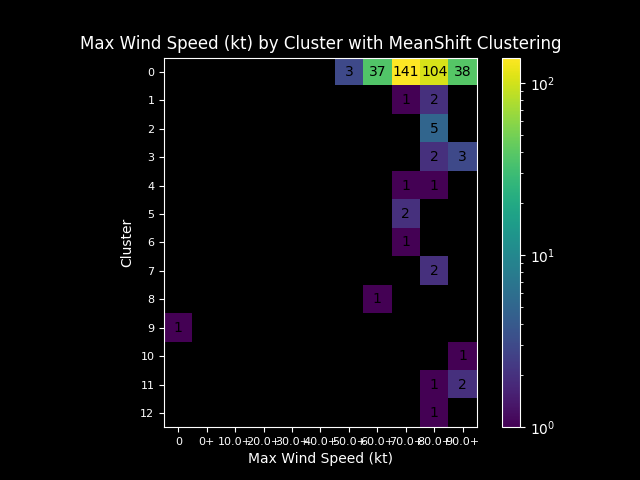 Max Wind Speed (kt) by Cluster with MeanShift Clustering
0 3 37 141 104 38
1 1 2
2 5
3 2 3
4 1 1
5 2
6 1
7 2
8 1
9 1
10 1
11 1 2
12 1
0 0+ 10.0+ 20.0+ 30.0+ 40.0+ 50.0+ 60.0+ 70.0+ 80.0+ 90.0+
Max Wind Speed (kt)
Cluster
10²
10¹
10⁰